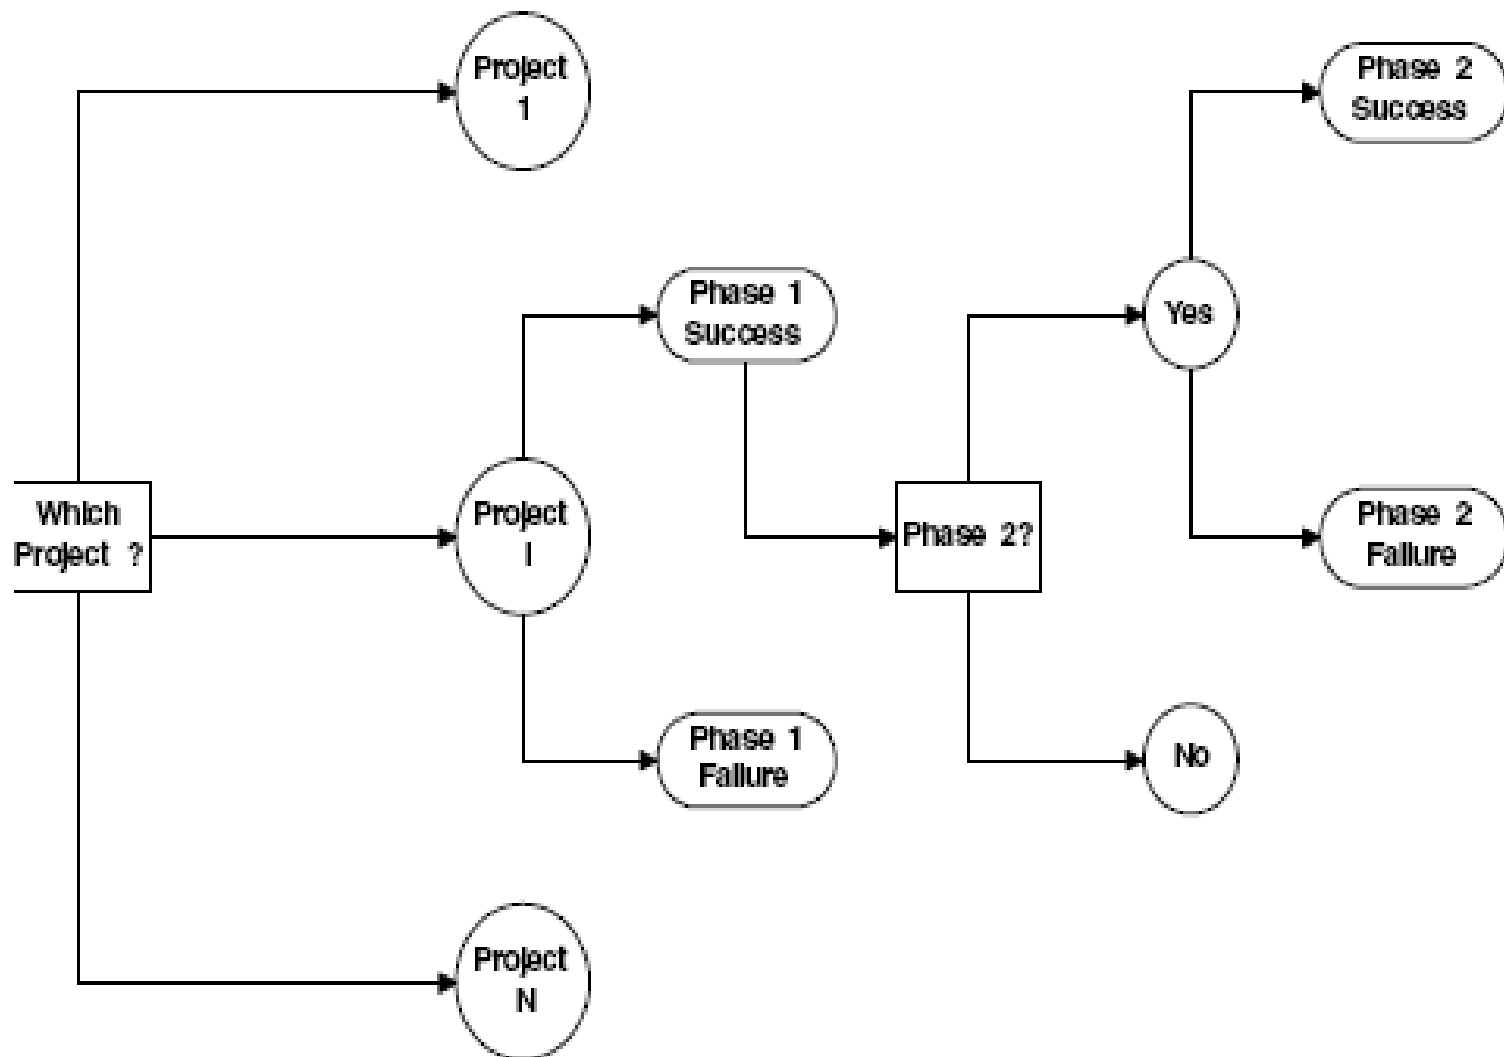 Project
1
Phase 2
Success
Phase 1
Success
Yes
Which
Project ?
Project
I
Phase 2?
Phase 2
Failure
Phase 1
Failure
No
Project
N